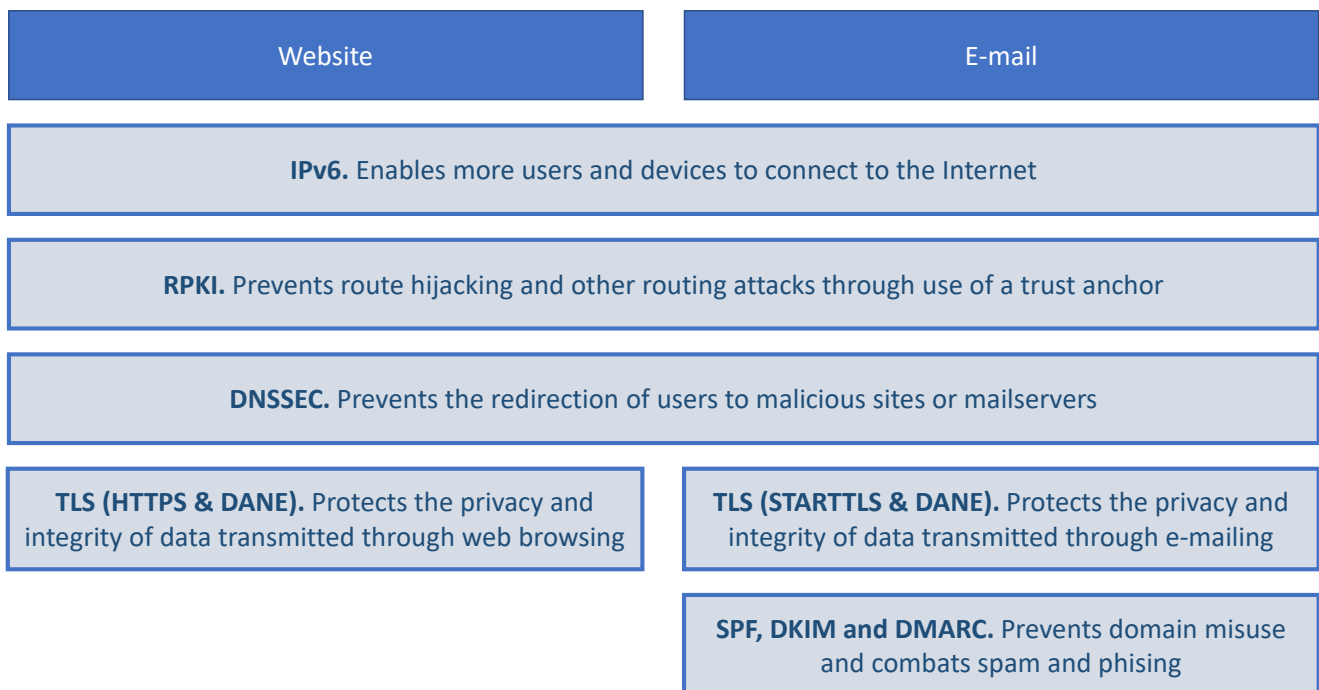 Website
E-mail
IPv6. Enables more users and devices to connect to the Internet
RPKI. Prevents route hijacking and other routing attacks through use of a trust anchor
DNSSEC. Prevents the redirection of users to malicious sites or mailservers
TLS (HTTPS & DANE). Protects the privacy and
integrity of data transmitted through web browsing
TLS (STARTTLS & DANE). Protects the privacy and
integrity of data transmitted through e-mailing
SPF, DKIM and DMARC. Prevents domain misuse
and combats spam and phising